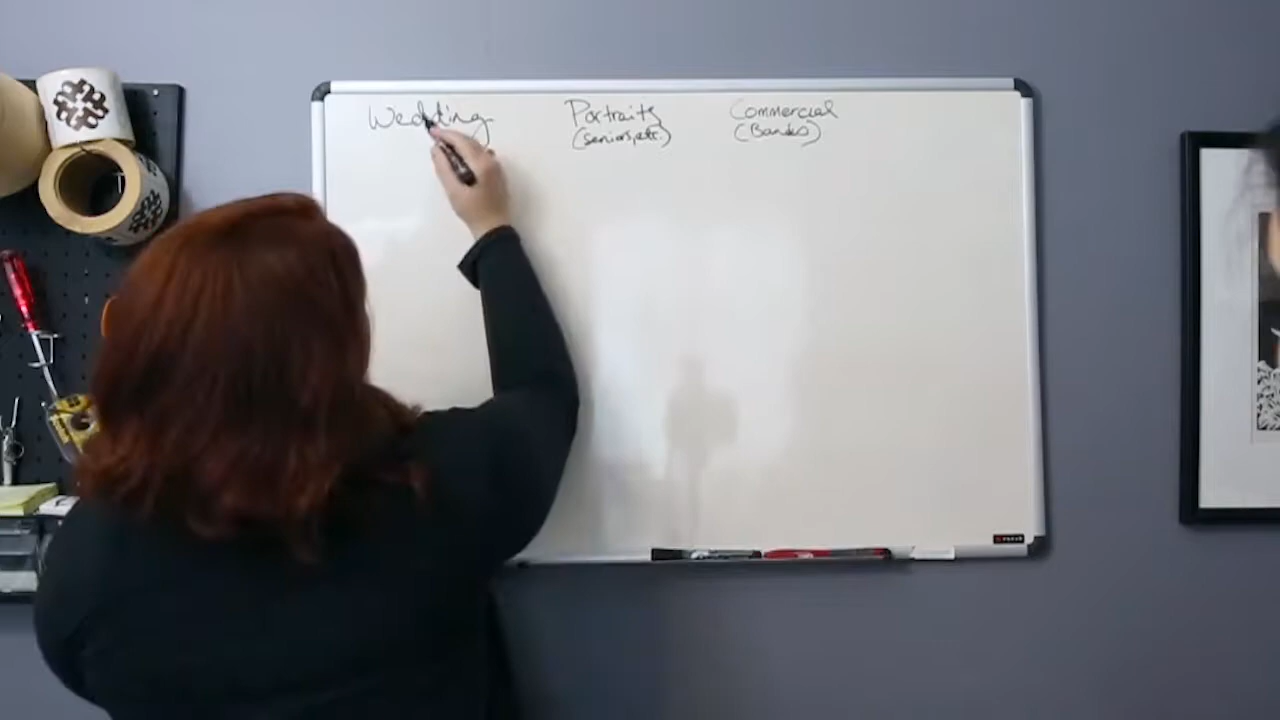 Wedding
Portraits
(seniors, etc.)
Commercial
(Bands)